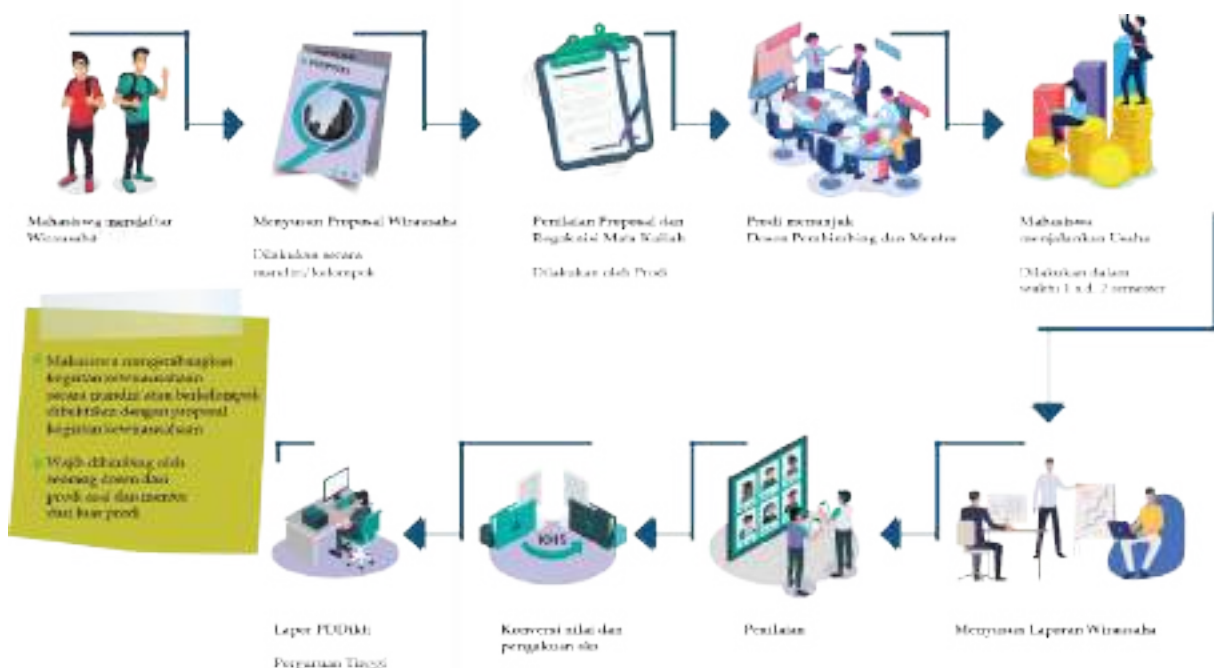 Mahasiswa mendaftar
Wirausaha
Menyusun Proposal Wirausaha
Dilakukan secara
mandiri/kelompok
Penilaian Proposal dan
Rekognisi Mata Kuliah
Dilakukan oleh Prodi
Prodi menunjuk
Dosen Pembimbing dan Mentor
Mahasiswa
menjalankan Usaha
Dilakukan dalam
waktu 1 s.d. 2 semester
Mahasiswa mengembangkan
kegiatan kewirausahaan
secara mandiri atau berkelompok
dibuktikan dengan proposal
kegiatan kewirausahaan
Wajib dibimbing oleh
seorang dosen dari
prodi asal dan mentor
dari luar prodi
Lapor PDDikti
Perguruan Tinggi
Konversi nilai dan
pengakuan sks
Penilaian
Menyusun Laporan Wirausaha